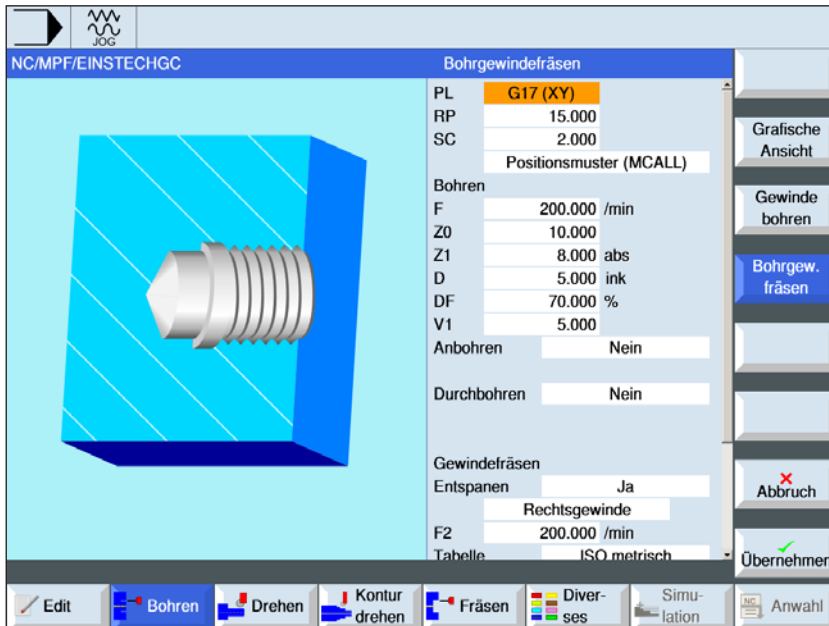 JOG
NC/MPF/EINSTECHGC
Bohrgewindefräsen
PL G17 (XY)
RP 15.000
SC 2.000
Positionsmuster (MCALL)
Bohren
F 200.000 /min
Z0 10.000
Z1 8.000 abs
D 5.000 ink
DF 70.000 %
V1 5.000
Anbohren Nein
Durchbohren Nein
Gewindefräsen
Entspanen Ja
Rechtsgewinde
F2 200.000 /min
Tabelle ISO metrisch
Grafische
Ansicht
Gewinde
bohren
Bohrgew.
fräsen
Abbruch
Übernehmen
Edit
Bohren
Drehen
Kontur
drehen
Fräsen
Diver-
ses
Simu-
lation
NC
Anwahl